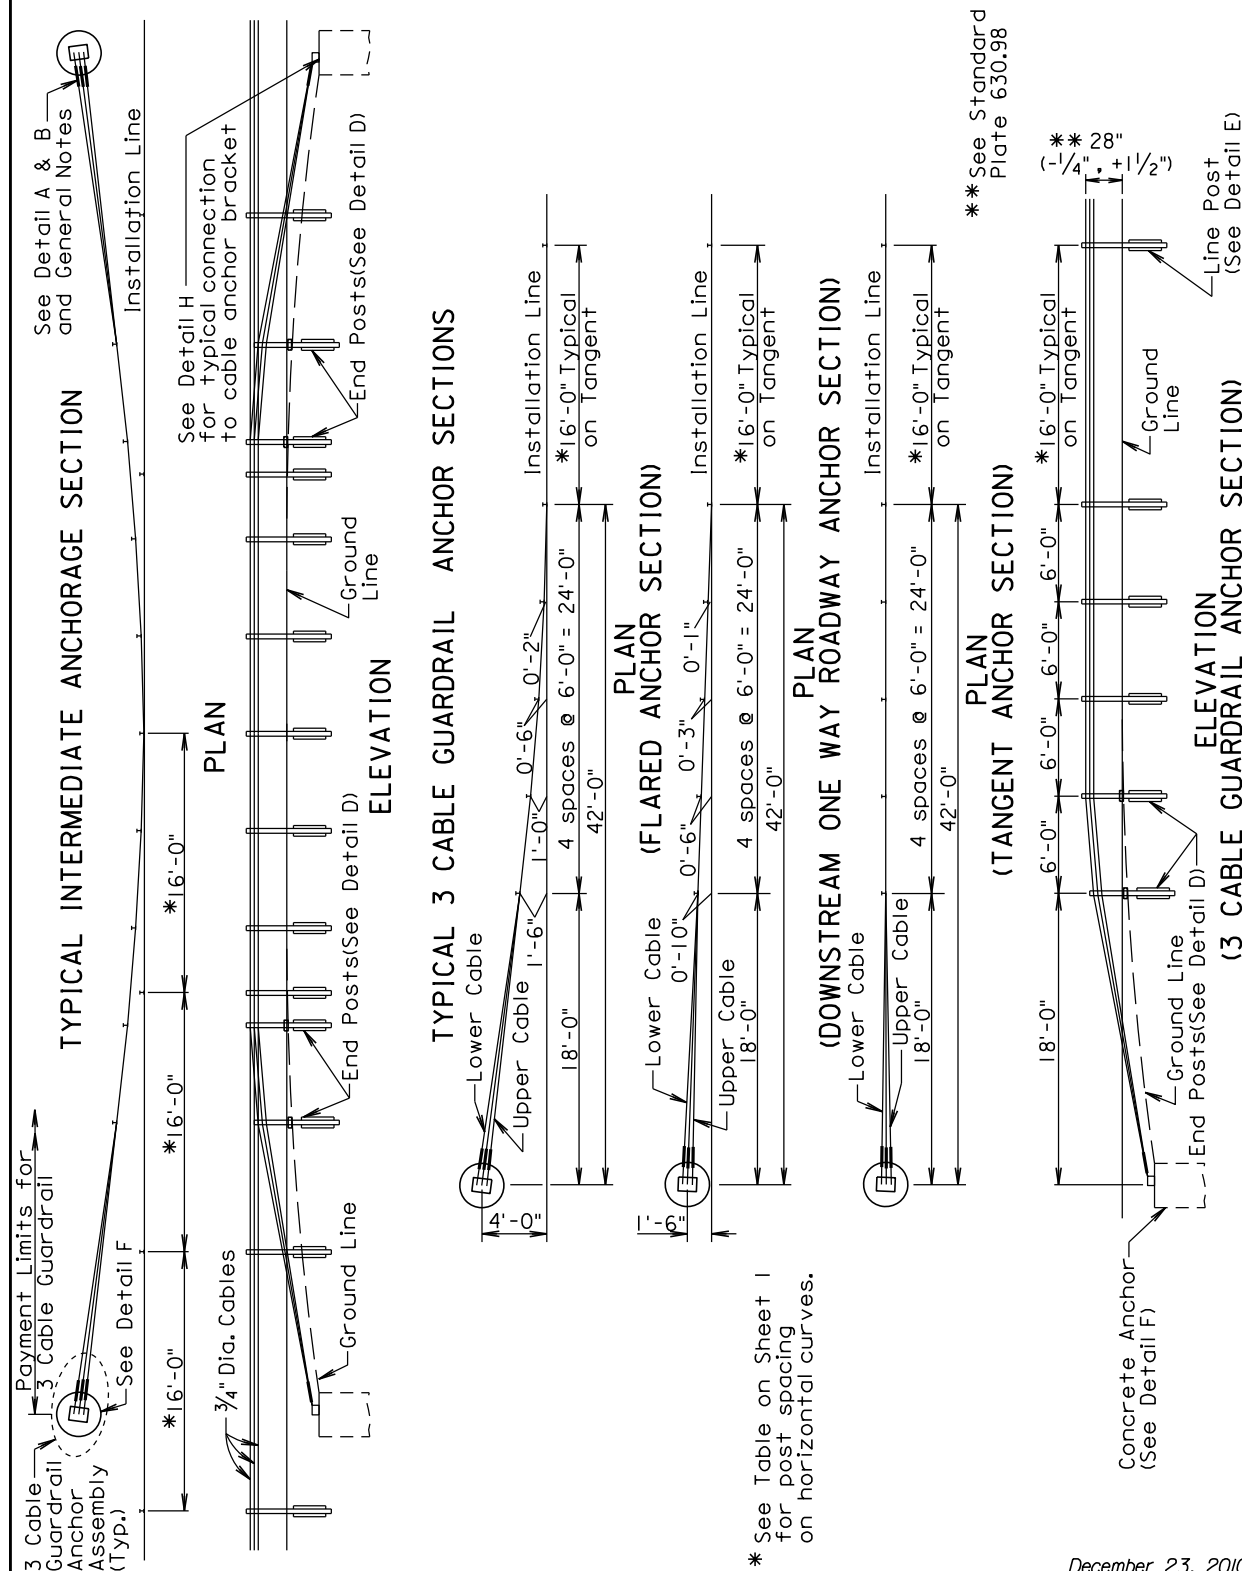 3 Cable
Guardrail
Anchor
Assembly
(Typ.)
Payment Limits for
3 Cable Guardrail
See Detail F
TYPICAL INTERMEDIATE ANCHORAGE SECTION
See Detail A & B
and General Notes
Installation Line
*16'-0"
*16'-0"
*16'-0"
PLAN
3/4" Dia. Cables
Ground Line
End Posts(See Detail D)
Ground
Line
See Detail H
for typical connection
to cable anchor bracket
End Posts(See Detail D)
ELEVATION
TYPICAL 3 CABLE GUARDRAIL ANCHOR SECTIONS
4'-0"
Lower Cable
Upper Cable
1'-6"
1'-0"
0'-6"
0'-2"
Installation Line
18'-0"
4 spaces @ 6'-0" = 24'-0"
*16'-0" Typical
on Tangent
42'-0"
PLAN
(FLARED ANCHOR SECTION)
1'-6"
Lower Cable
Upper Cable
0'-10"
0'-6"
0'-3"
0'-1"
Installation Line
18'-0"
4 spaces @ 6'-0" = 24'-0"
*16'-0" Typical
on Tangent
42'-0"
PLAN
(DOWNSTREAM ONE WAY ROADWAY ANCHOR SECTION)
Lower Cable
Upper Cable
Installation Line
18'-0"
4 spaces @ 6'-0" = 24'-0"
*16'-0" Typical
on Tangent
42'-0"
PLAN
(TANGENT ANCHOR SECTION)
* See Table on Sheet 1
for post spacing
on horizontal curves.
** See Standard
Plate 630.98
18'-0"
6'-0"
6'-0"
6'-0"
6'-0"
*16'-0" Typical
on Tangent
** 28"
(-1/4", +1 1/2")
Concrete Anchor
(See Detail F)
Ground Line
End Posts(See Detail D)
Ground
Line
Line Post
(See Detail E)
ELEVATION
(3 CABLE GUARDRAIL ANCHOR SECTION)
December 23, 2010